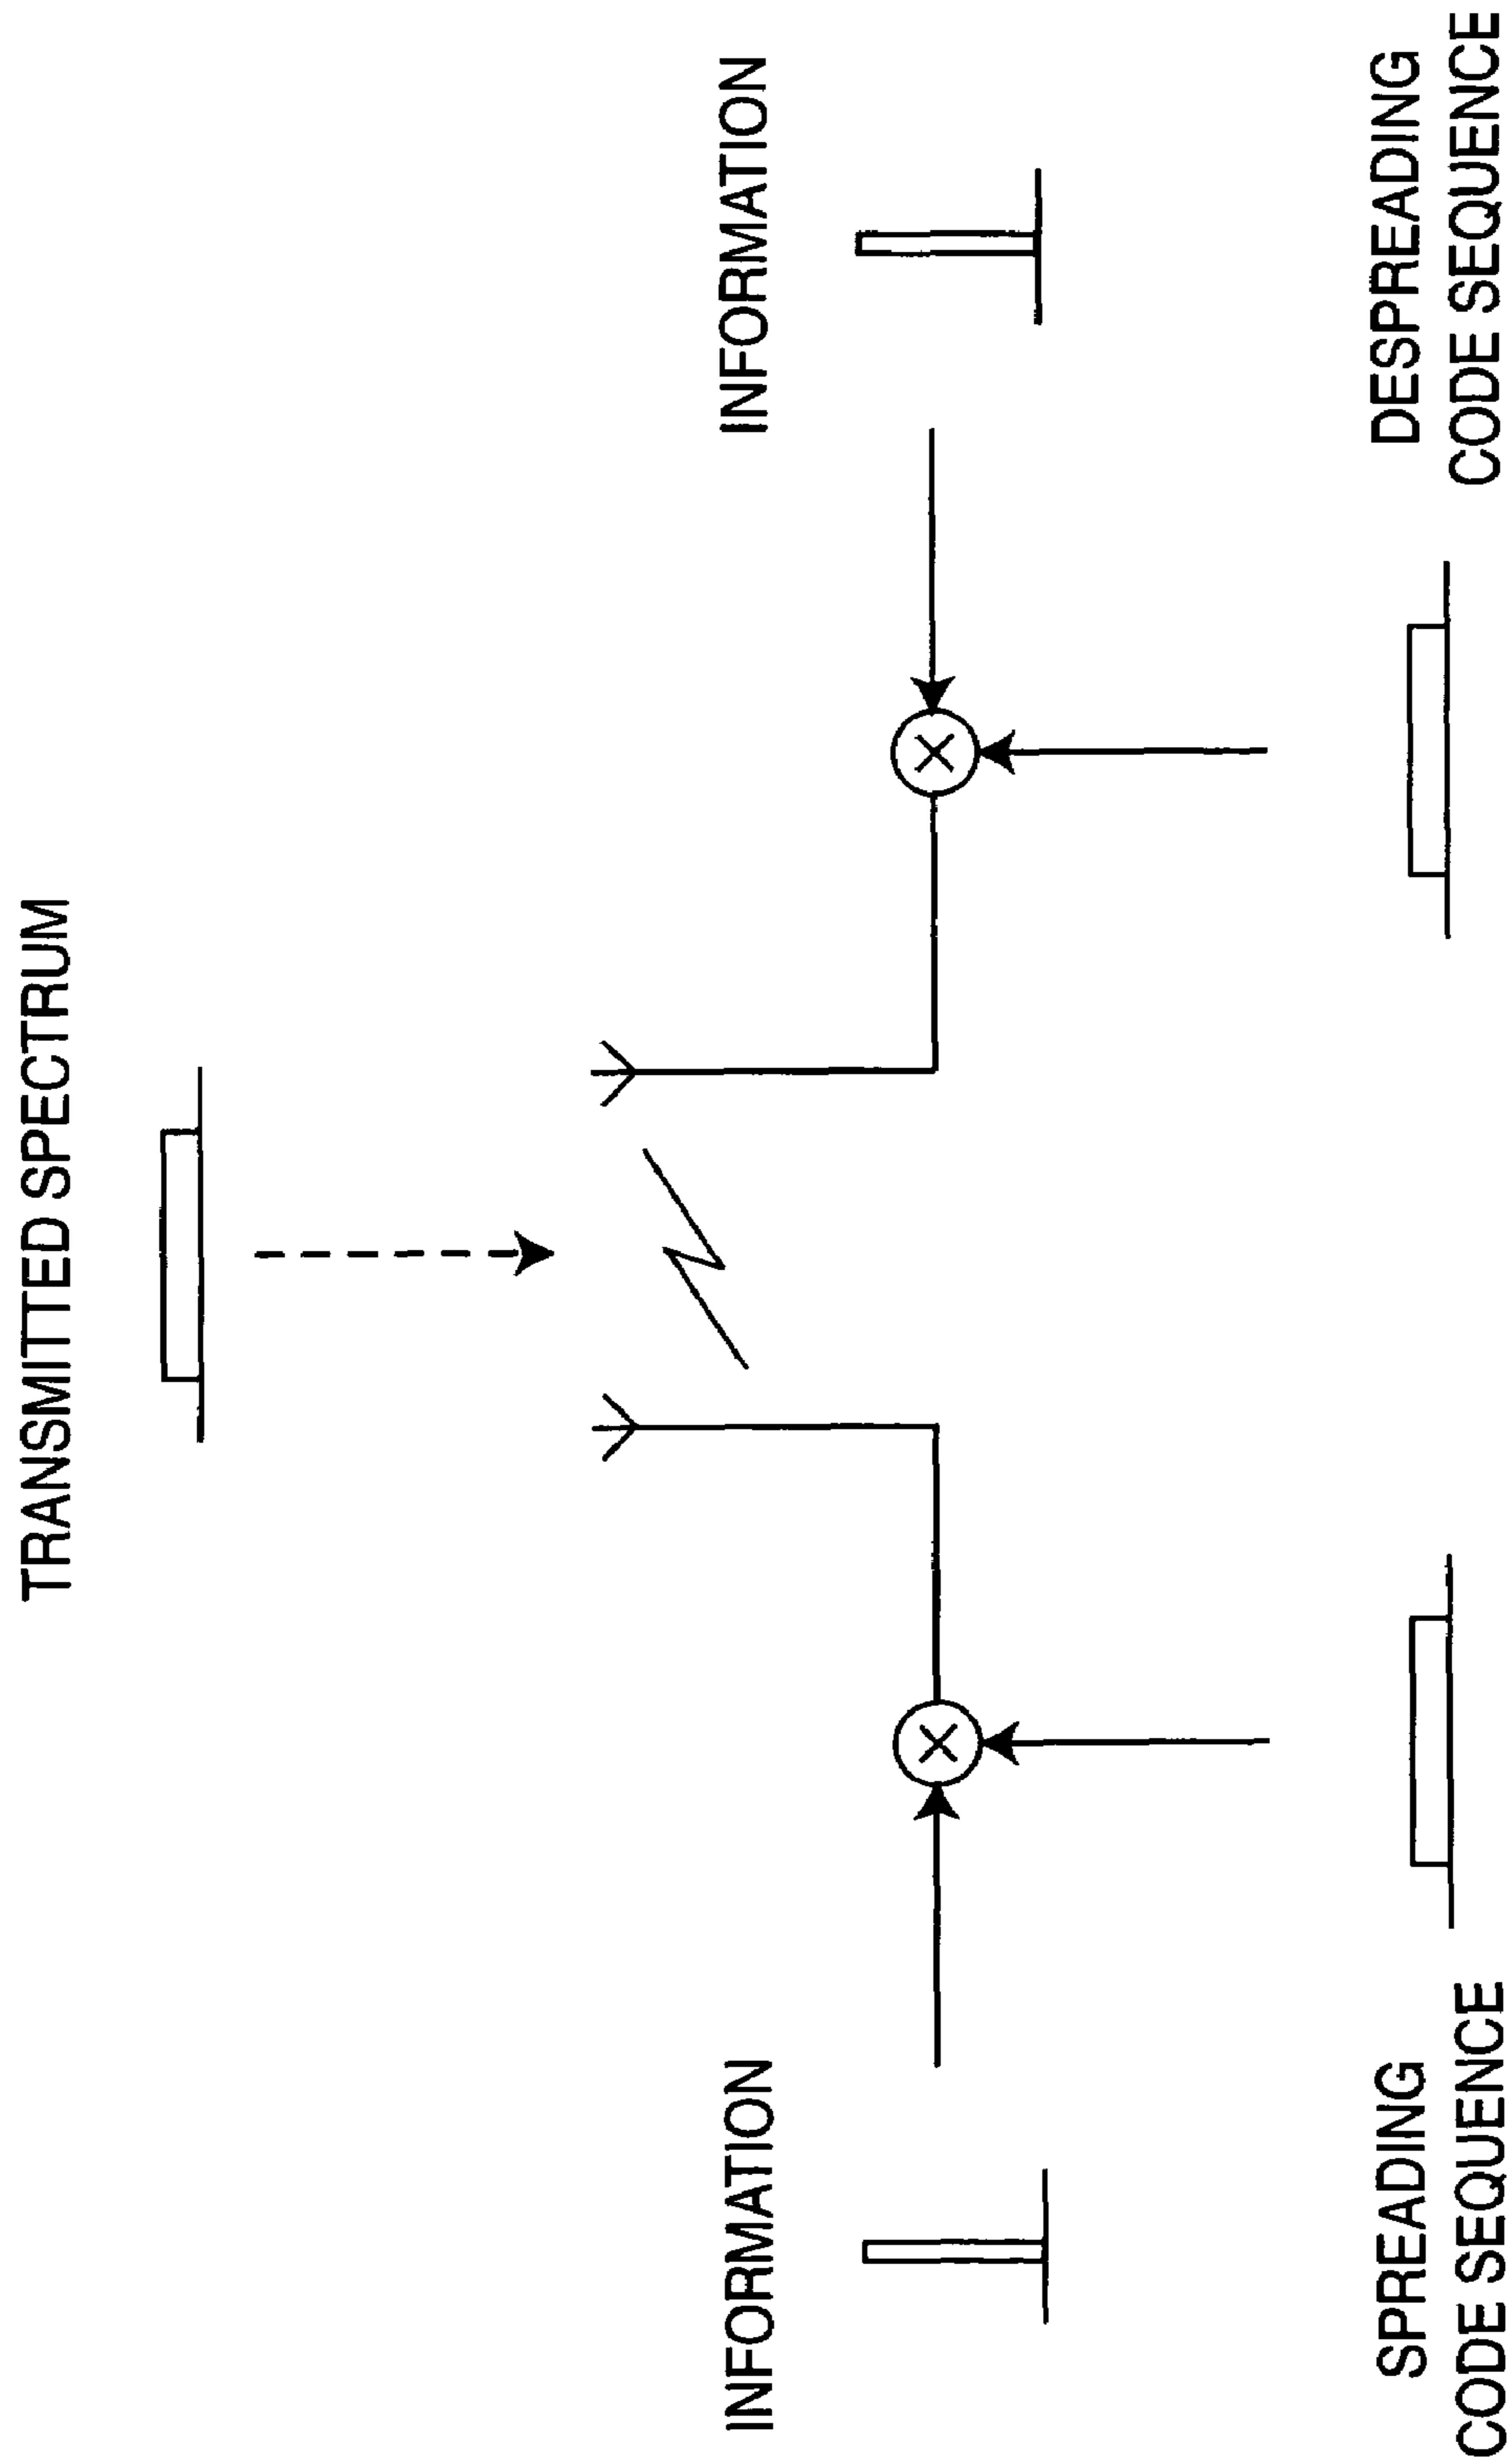 TRANSMITTED SPECTRUM
INFORMATION
INFORMATION
SPREADING
CODE SEQUENCE
DESPREADING
CODE SEQUENCE